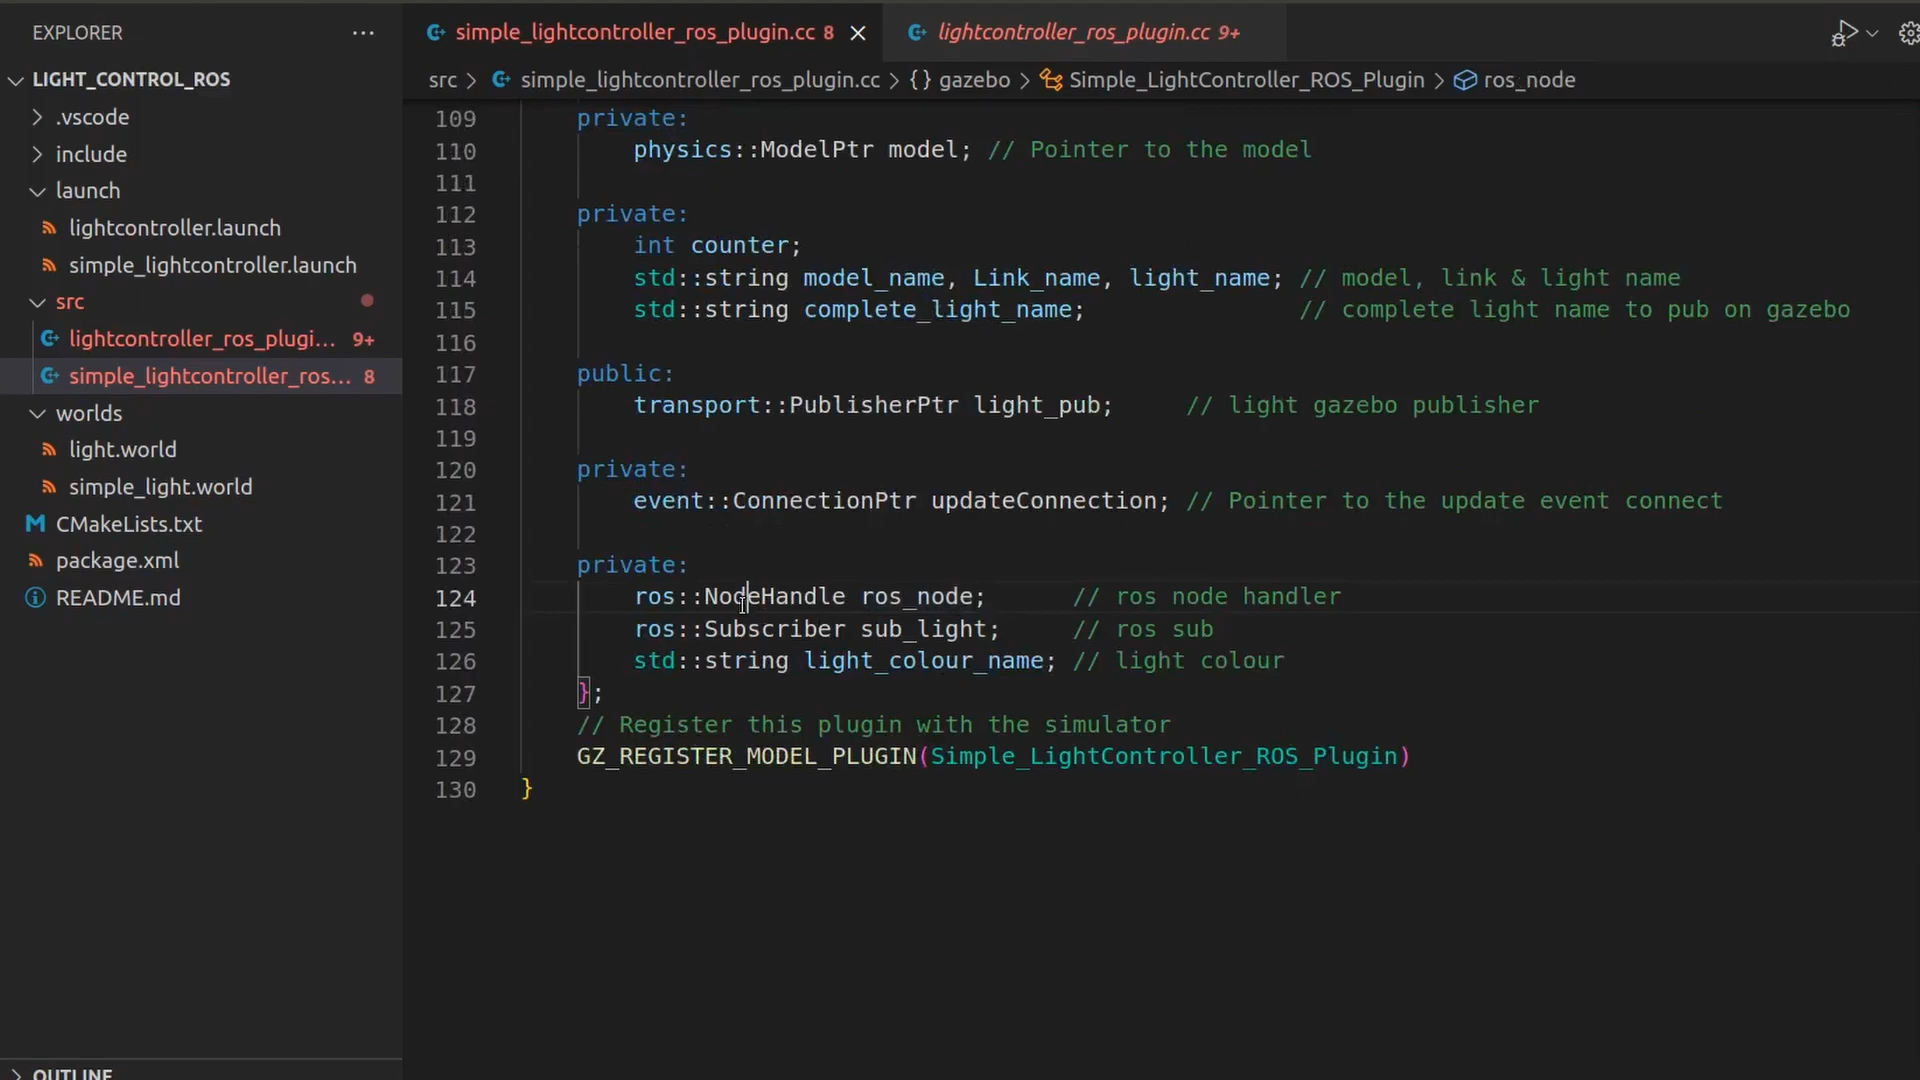 EXPLORER
LIGHT_CONTROL_ROS
.vscode
include
launch
lightcontroller.launch
simple_lightcontroller.launch
src
lightcontroller_ros_plugi... 9+
simple_lightcontroller_ros... 8
worlds
light.world
simple_light.world
CMakeLists.txt
package.xml
README.md
OUTLINE
simple_lightcontroller_ros_plugin.cc 8
lightcontroller_ros_plugin.cc 9+
src > simple_lightcontroller_ros_plugin.cc > {} gazebo > Simple_LightController_ROS_Plugin > ros_node
109 private:
110 physics::ModelPtr model; // Pointer to the model
111
112 private:
113 int counter;
114 std::string model_name, Link_name, light_name; // model, link & light name
115 std::string complete_light_name; // complete light name to pub on gazebo
116
117 public:
118 transport::PublisherPtr light_pub; // light gazebo publisher
119
120 private:
121 event::ConnectionPtr updateConnection; // Pointer to the update event connect
122
123 private:
124 ros::NodeHandle ros_node; // ros node handler
125 ros::Subscriber sub_light; // ros sub
126 std::string light_colour_name; // light colour
127 };
128 // Register this plugin with the simulator
129 GZ_REGISTER_MODEL_PLUGIN(Simple_LightController_ROS_Plugin)
130 }